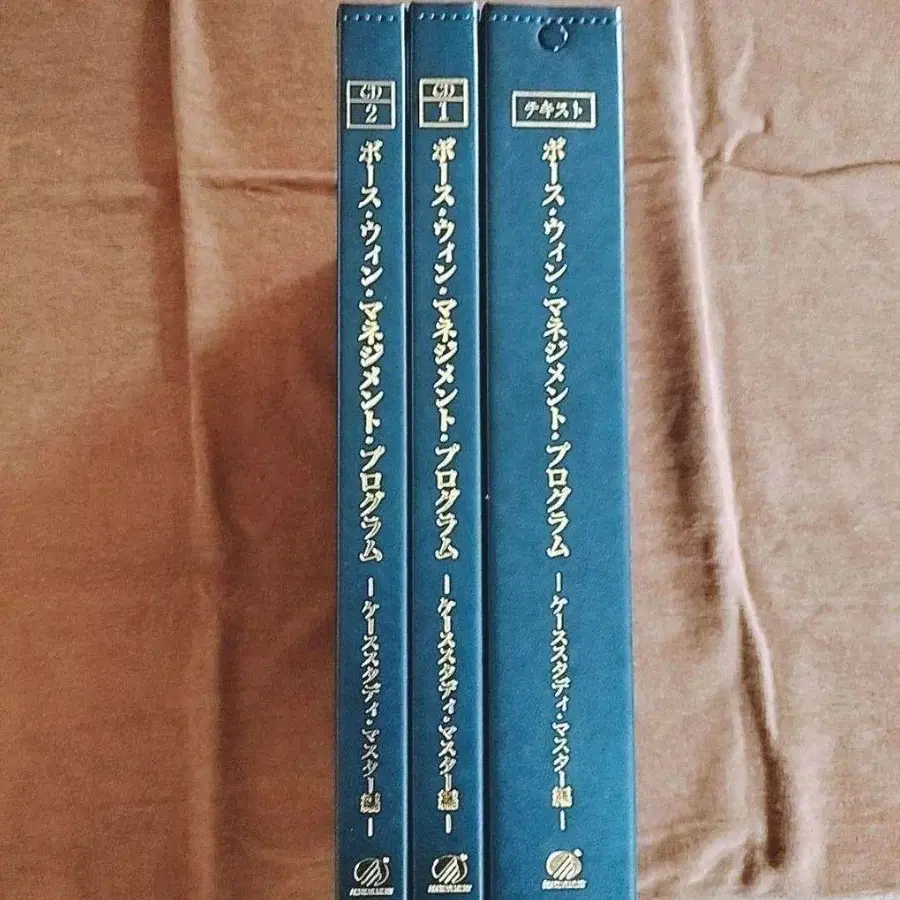 CD
2
ボース・ウィン・マネジメント・プログラム
ーケーススタディ・マスター編ー
CD
1
ボース・ウィン・マネジメント・プログラム
ーケーススタディ・マスター編ー
テキスト
ボース・ウィン・マネジメント・プログラム
ーケーススタディ・マスター編ー